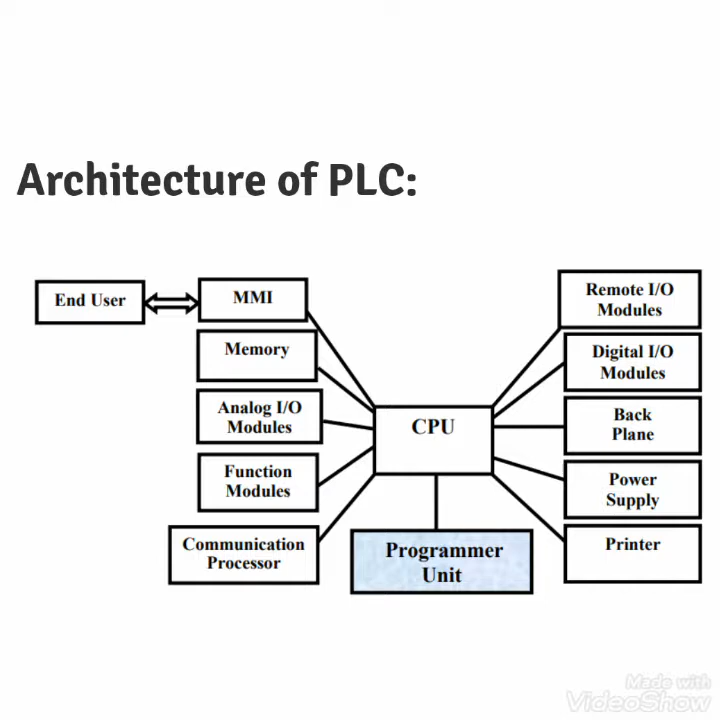 Architecture of PLC:
End User
MMI
Memory
Analog I/O
Modules
Function
Modules
Communication
Processor
CPU
Programmer
Unit
Remote I/O
Modules
Digital I/O
Modules
Back
Plane
Power
Supply
Printer
Made with
VideoShow